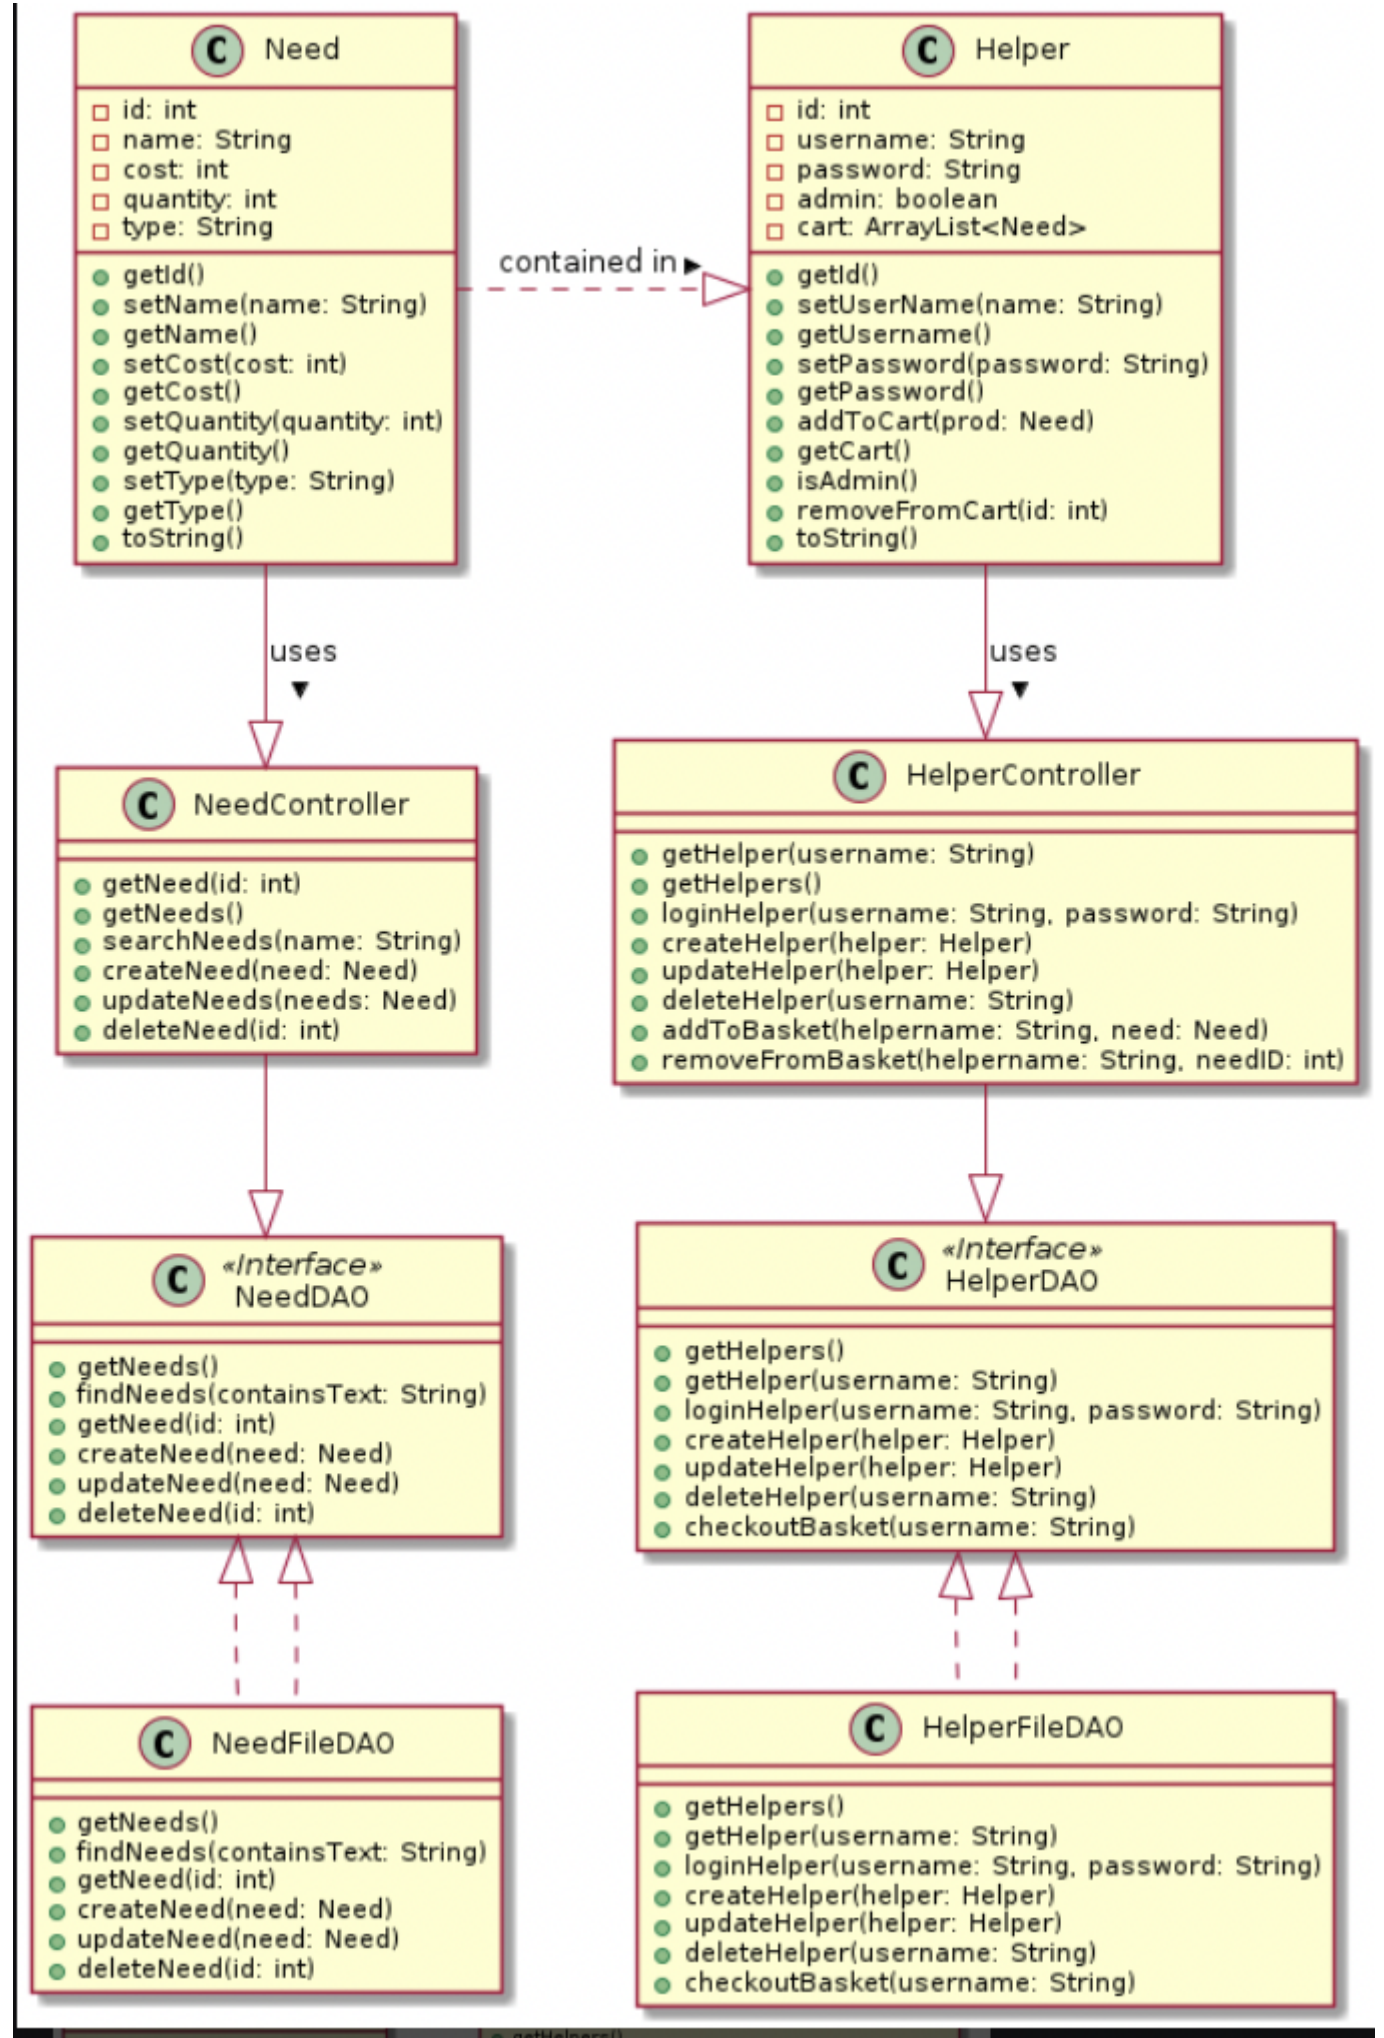 C Need
id: int
name: String
cost: int
quantity: int
type: String
getId()
setName(name: String)
getName()
setCost(cost: int)
getCost()
setQuantity(quantity: int)
getQuantity()
setType(type: String)
getType()
toString()
contained in ▶
C Helper
id: int
username: String
password: String
admin: boolean
cart: ArrayList<Need>
getId()
setUserName(name: String)
getUsername()
setPassword(password: String)
getPassword()
addToCart(prod: Need)
getCart()
isAdmin()
removeFromCart(id: int)
toString()
uses
▼
uses
▼
C NeedController
getNeed(id: int)
getNeeds()
searchNeeds(name: String)
createNeed(need: Need)
updateNeeds(needs: Need)
deleteNeed(id: int)
C HelperController
getHelper(username: String)
getHelpers()
loginHelper(username: String, password: String)
createHelper(helper: Helper)
updateHelper(helper: Helper)
deleteHelper(username: String)
addToBasket(helpername: String, need: Need)
removeFromBasket(helpername: String, needID: int)
C «Interface»
NeedDAO
getNeeds()
findNeeds(containsText: String)
getNeed(id: int)
createNeed(need: Need)
updateNeed(need: Need)
deleteNeed(id: int)
C «Interface»
HelperDAO
getHelpers()
getHelper(username: String)
loginHelper(username: String, password: String)
createHelper(helper: Helper)
updateHelper(helper: Helper)
deleteHelper(username: String)
checkoutBasket(username: String)
C NeedFileDAO
getNeeds()
findNeeds(containsText: String)
getNeed(id: int)
createNeed(need: Need)
updateNeed(need: Need)
deleteNeed(id: int)
C HelperFileDAO
getHelpers()
getHelper(username: String)
loginHelper(username: String, password: String)
createHelper(helper: Helper)
updateHelper(helper: Helper)
deleteHelper(username: String)
checkoutBasket(username: String)
getHelpers()